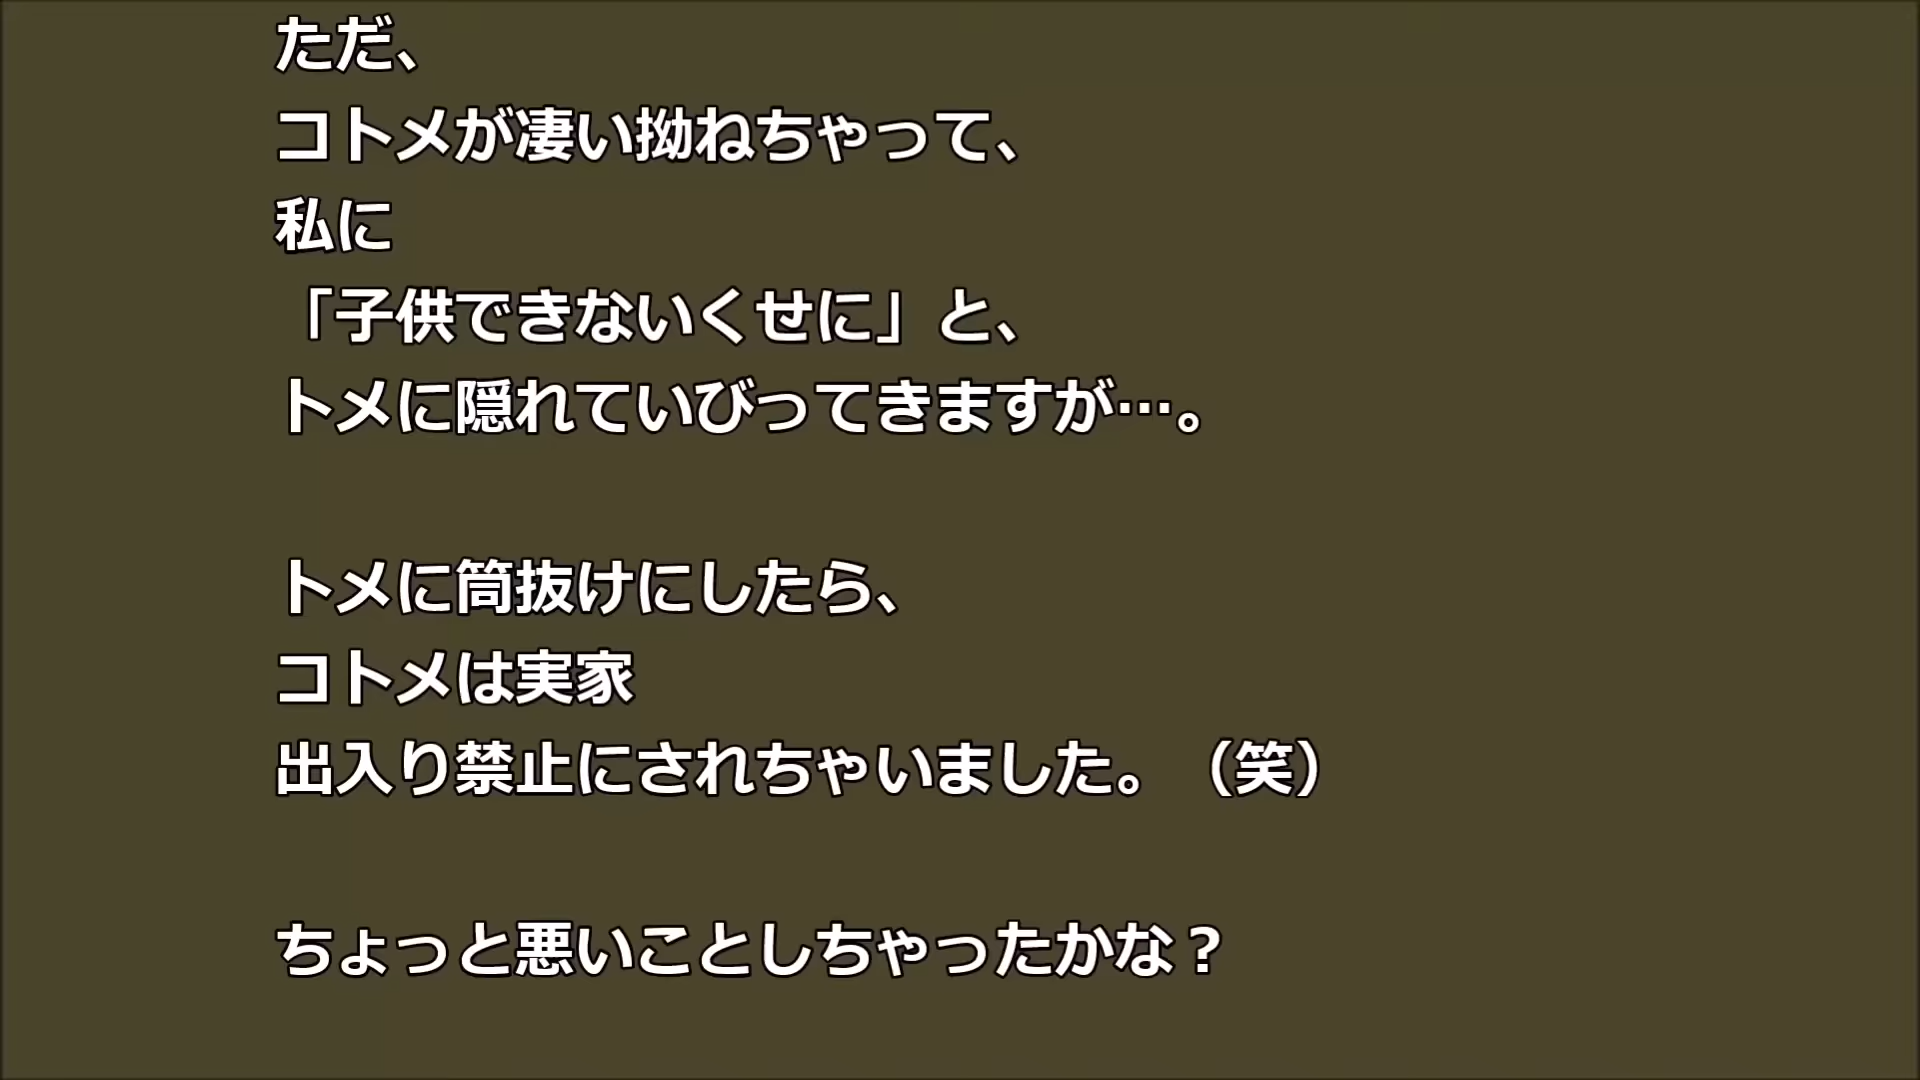 ただ、
コトメが凄い拗ねちゃって、
私に
「子供できないくせに」と、
トメに隠れていびってきますが…。
トメに筒抜けにしたら、
コトメは実家
出入り禁止にされちゃいました。（笑）
ちょっと悪いことしちゃったかな？